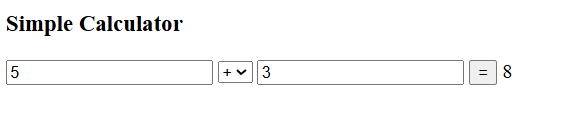 Simple Calculator
5 + 3 = 8